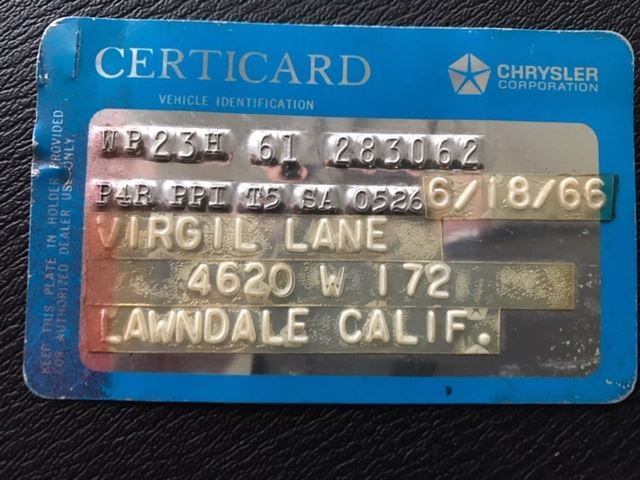 CERTICARD
CHRYSLER
CORPORATION
VEHICLE IDENTIFICATION
WP23H 61 283062
P4R PPI T5 SA 0526 6/18/66
VIRGIL LANE
4620 W 172
LAWNDALE CALIF.
KEEP THIS PLATE IN HOLDER PROVIDED
FOR AUTHORIZED DEALER USE ONLY.